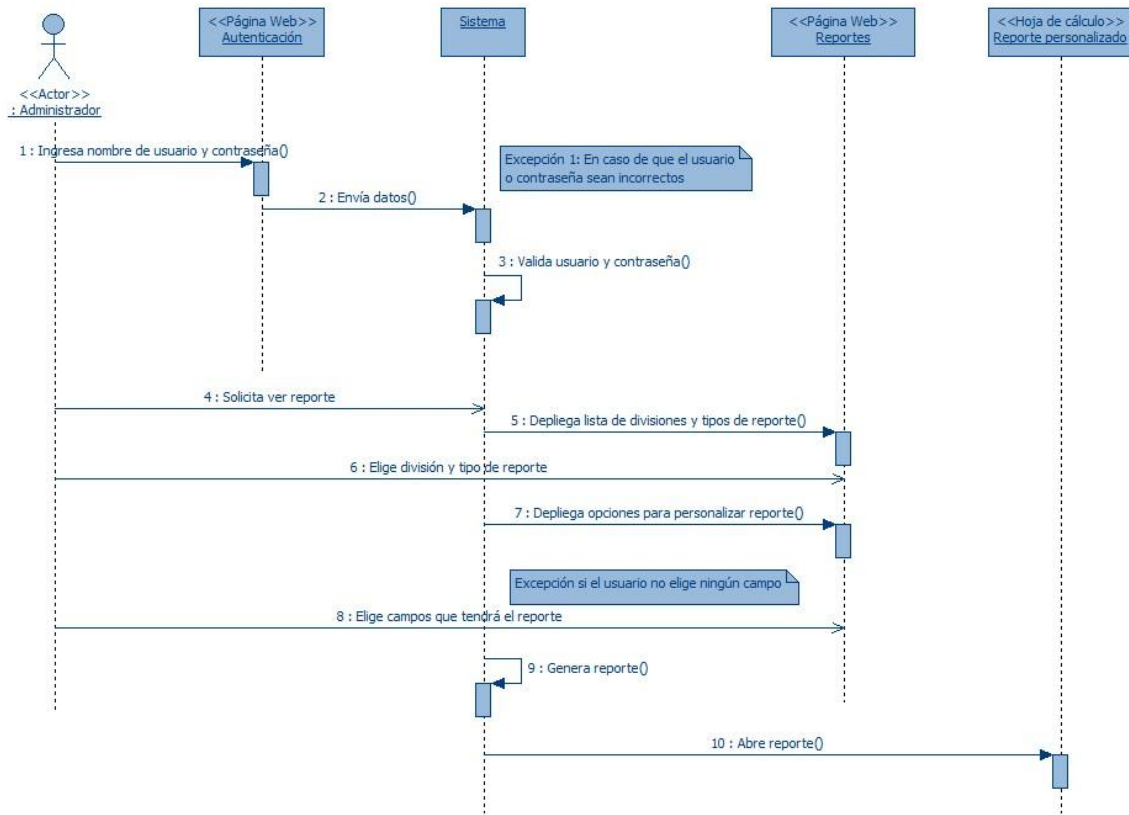 <<Página Web>>
Autenticación
Sistema
<<Página Web>>
Reportes
<<Hoja de cálculo>>
Reporte personalizado
<<Actor>>
: Administrador
1 : Ingresa nombre de usuario y contraseña()
Excepción 1: En caso de que el usuario
o contraseña sean incorrectos
2 : Envía datos()
3 : Valida usuario y contraseña()
4 : Solicita ver reporte
5 : Depliega lista de divisiones y tipos de reporte()
6 : Elige división y tipo de reporte
7 : Depliega opciones para personalizar reporte()
Excepción si el usuario no elige ningún campo
8 : Elige campos que tendrá el reporte
9 : Genera reporte()
10 : Abre reporte()